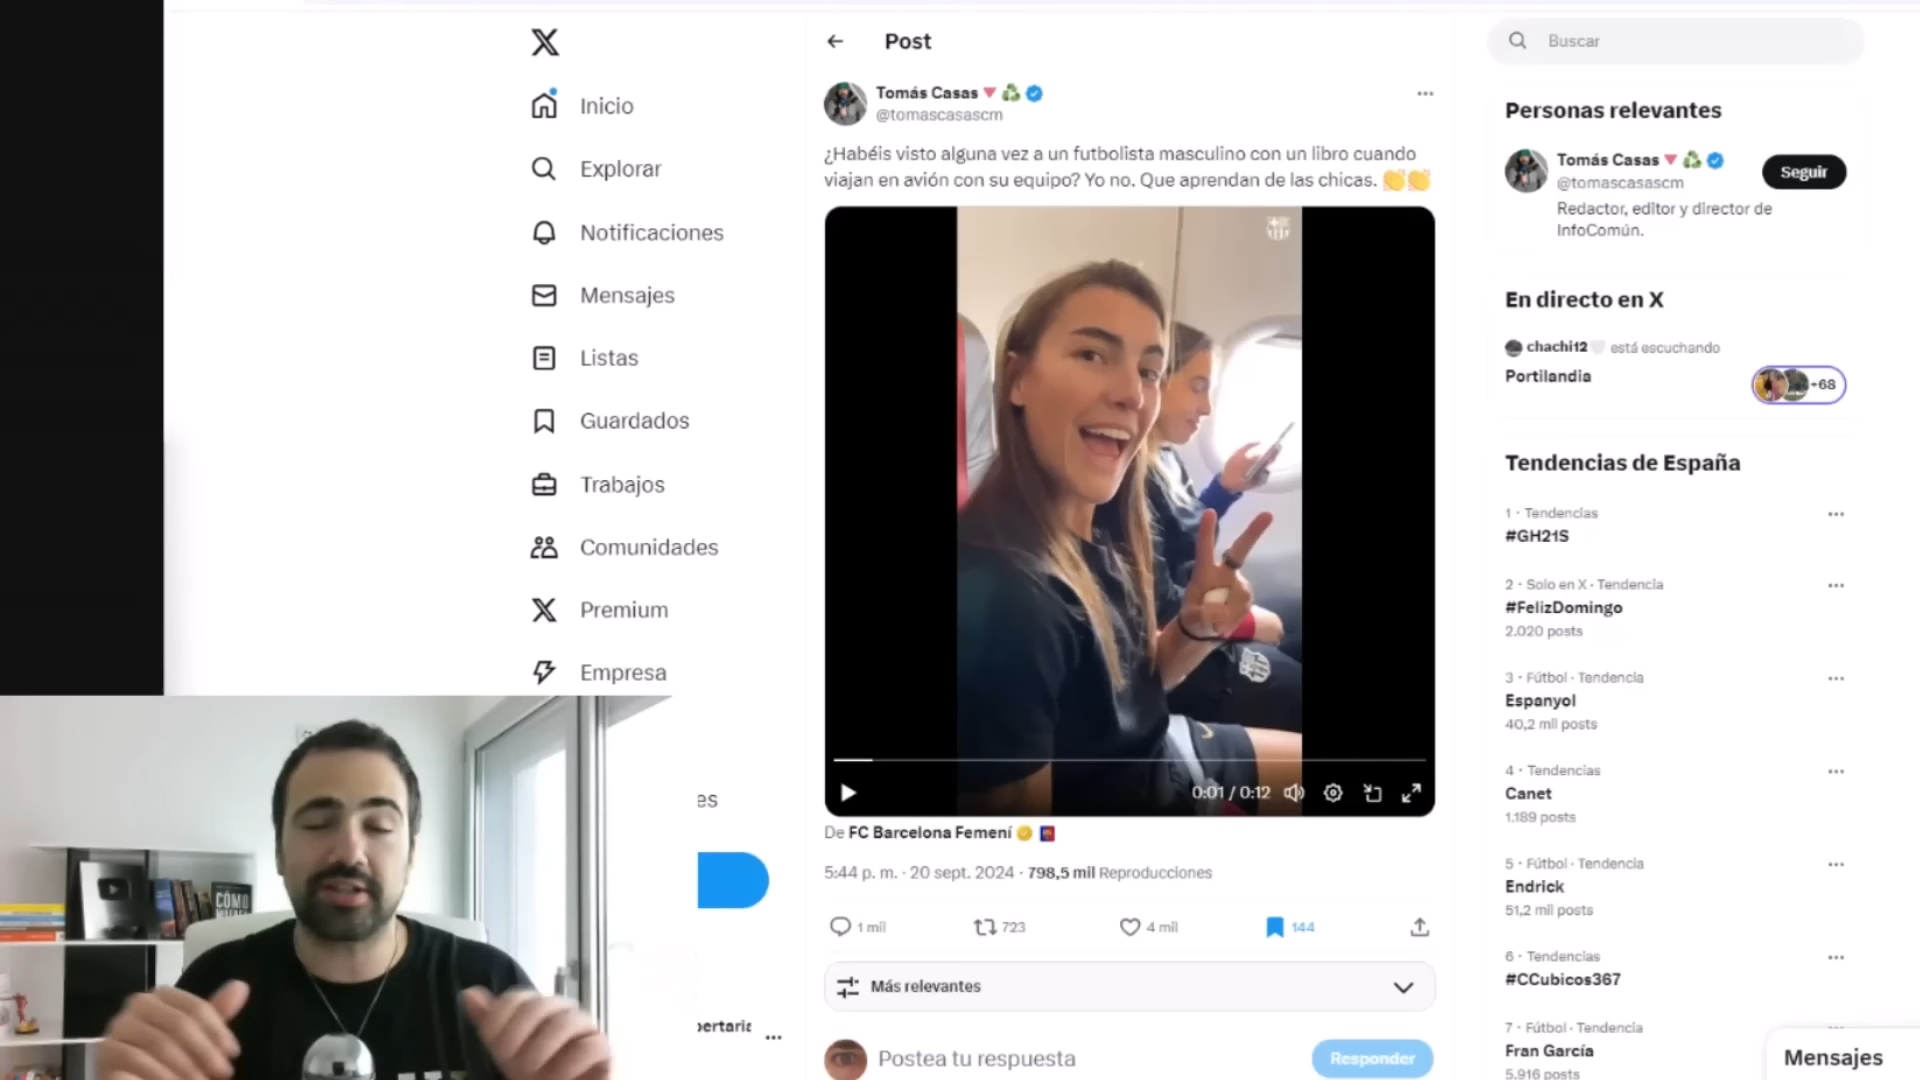 Inicio
Explorar
Notificaciones
Mensajes
Listas
Guardados
Trabajos
Comunidades
Premium
Empresa
es
pertaria
CÓMO
Post
Tomás Casas
@tomascasascm
¿Habéis visto alguna vez a un futbolista masculino con un libro cuando
viajan en avión con su equipo? Yo no. Que aprendan de las chicas. 👏👏
0:01 / 0:12
De FC Barcelona Femení
5:44 p. m. · 20 sept. 2024 · 798,5 mil Reproducciones
1 mil
723
4 mil
144
Más relevantes
Postea tu respuesta
Responder
Buscar
Personas relevantes
Tomás Casas
@tomascasascm
Seguir
Redactor, editor y director de
InfoComún.
En directo en X
chachi12 está escuchando
Portilandia
+68
Tendencias de España
1 · Tendencias
#GH21S
2 · Solo en X · Tendencia
#FelizDomingo
2.020 posts
3 · Fútbol · Tendencia
Espanyol
40,2 mil posts
4 · Tendencias
Canet
1.189 posts
5 · Fútbol · Tendencia
Endrick
51,2 mil posts
6 · Tendencias
#CCubicos367
7 · Fútbol · Tendencia
Fran García
5.916 posts
Mensajes